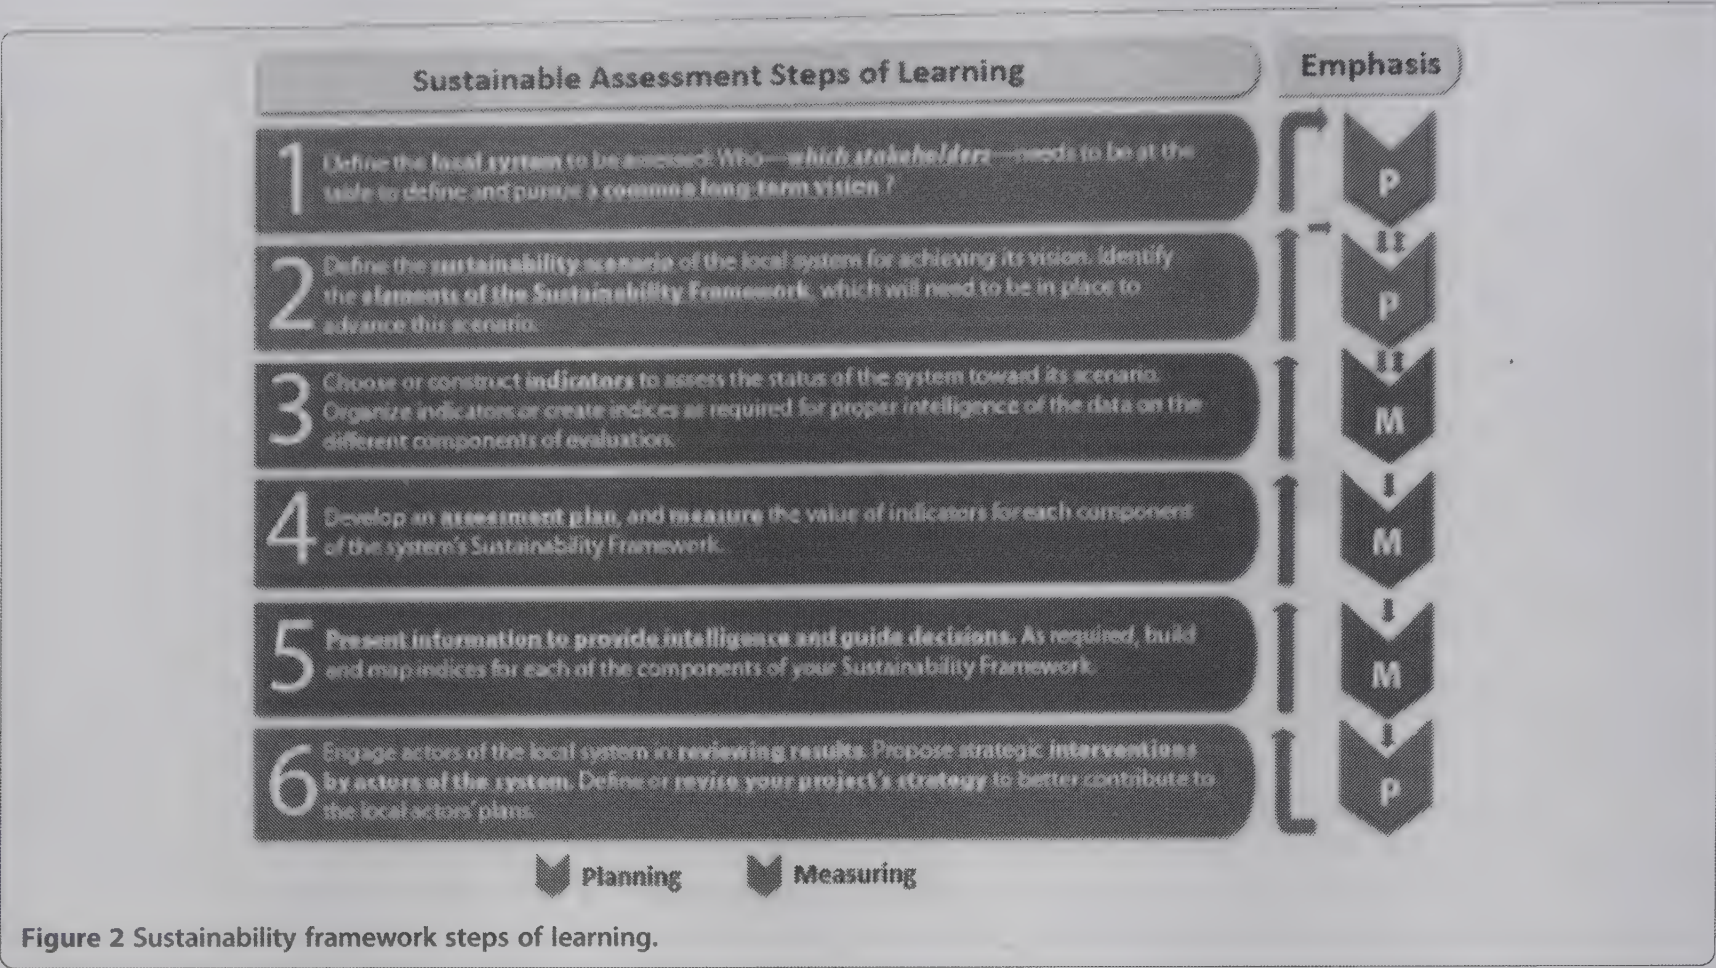 Sustainable Assessment Steps of Learning
Emphasis
1
Define the local system to be assessed. Who—which stakeholders—needs to be at the
table to define and pursue a common long-term vision?
P
2
Define the sustainability scenario of the local system for achieving its vision. Identify
the elements of the Sustainability Framework, which will need to be in place to
advance this scenario.
P
3
Choose or construct indicators to assess the status of the system toward its scenario.
Organize indicators or create indices as required for proper intelligence of the data on the
different components of evaluation.
M
4
Develop an assessment plan, and measure the value of indicators for each component
of the system's Sustainability Framework.
M
5
Present information to provide intelligence and guide decisions. As required, build
and map indices for each of the components of your Sustainability Framework.
M
6
Engage actors of the local system in reviewing results. Propose strategic interventions
by actors of the system. Define or revise your project's strategy to better contribute to
the local actors' plans.
P
Planning
Measuring
Figure 2 Sustainability framework steps of learning.